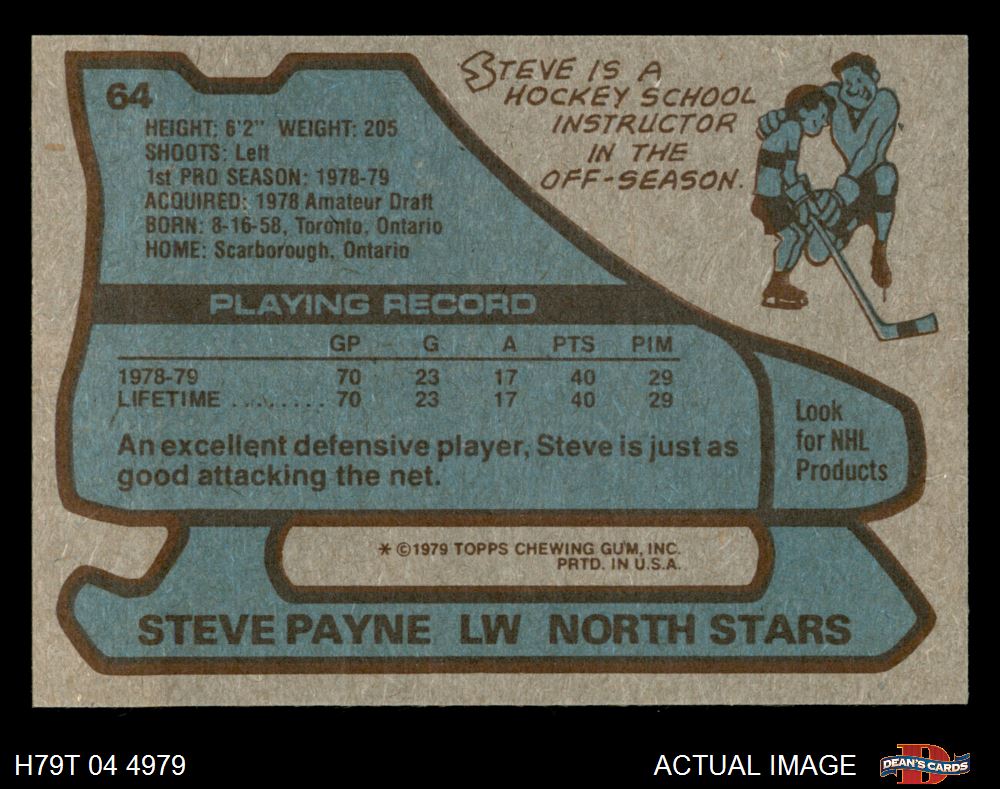 64
HEIGHT: 6'2" WEIGHT: 205
SHOOTS: Left
1st PRO SEASON: 1978-79
ACQUIRED: 1978 Amateur Draft
BORN: 8-16-58, Toronto, Ontario
HOME: Scarborough, Ontario
STEVE IS A
HOCKEY SCHOOL
INSTRUCTOR
IN THE
OFF-SEASON.
PLAYING RECORD
GP G A PTS PIM
1978-79 70 23 17 40 29
LIFETIME ......... 70 23 17 40 29
An excellent defensive player, Steve is just as
good attacking the net.
Look
for NHL
Products
* ©1979 TOPPS CHEWING GUM, INC.
PRTD. IN U.S.A.
STEVE PAYNE LW NORTH STARS
H79T 04 4979
ACTUAL IMAGE
D
DEAN'S CARDS